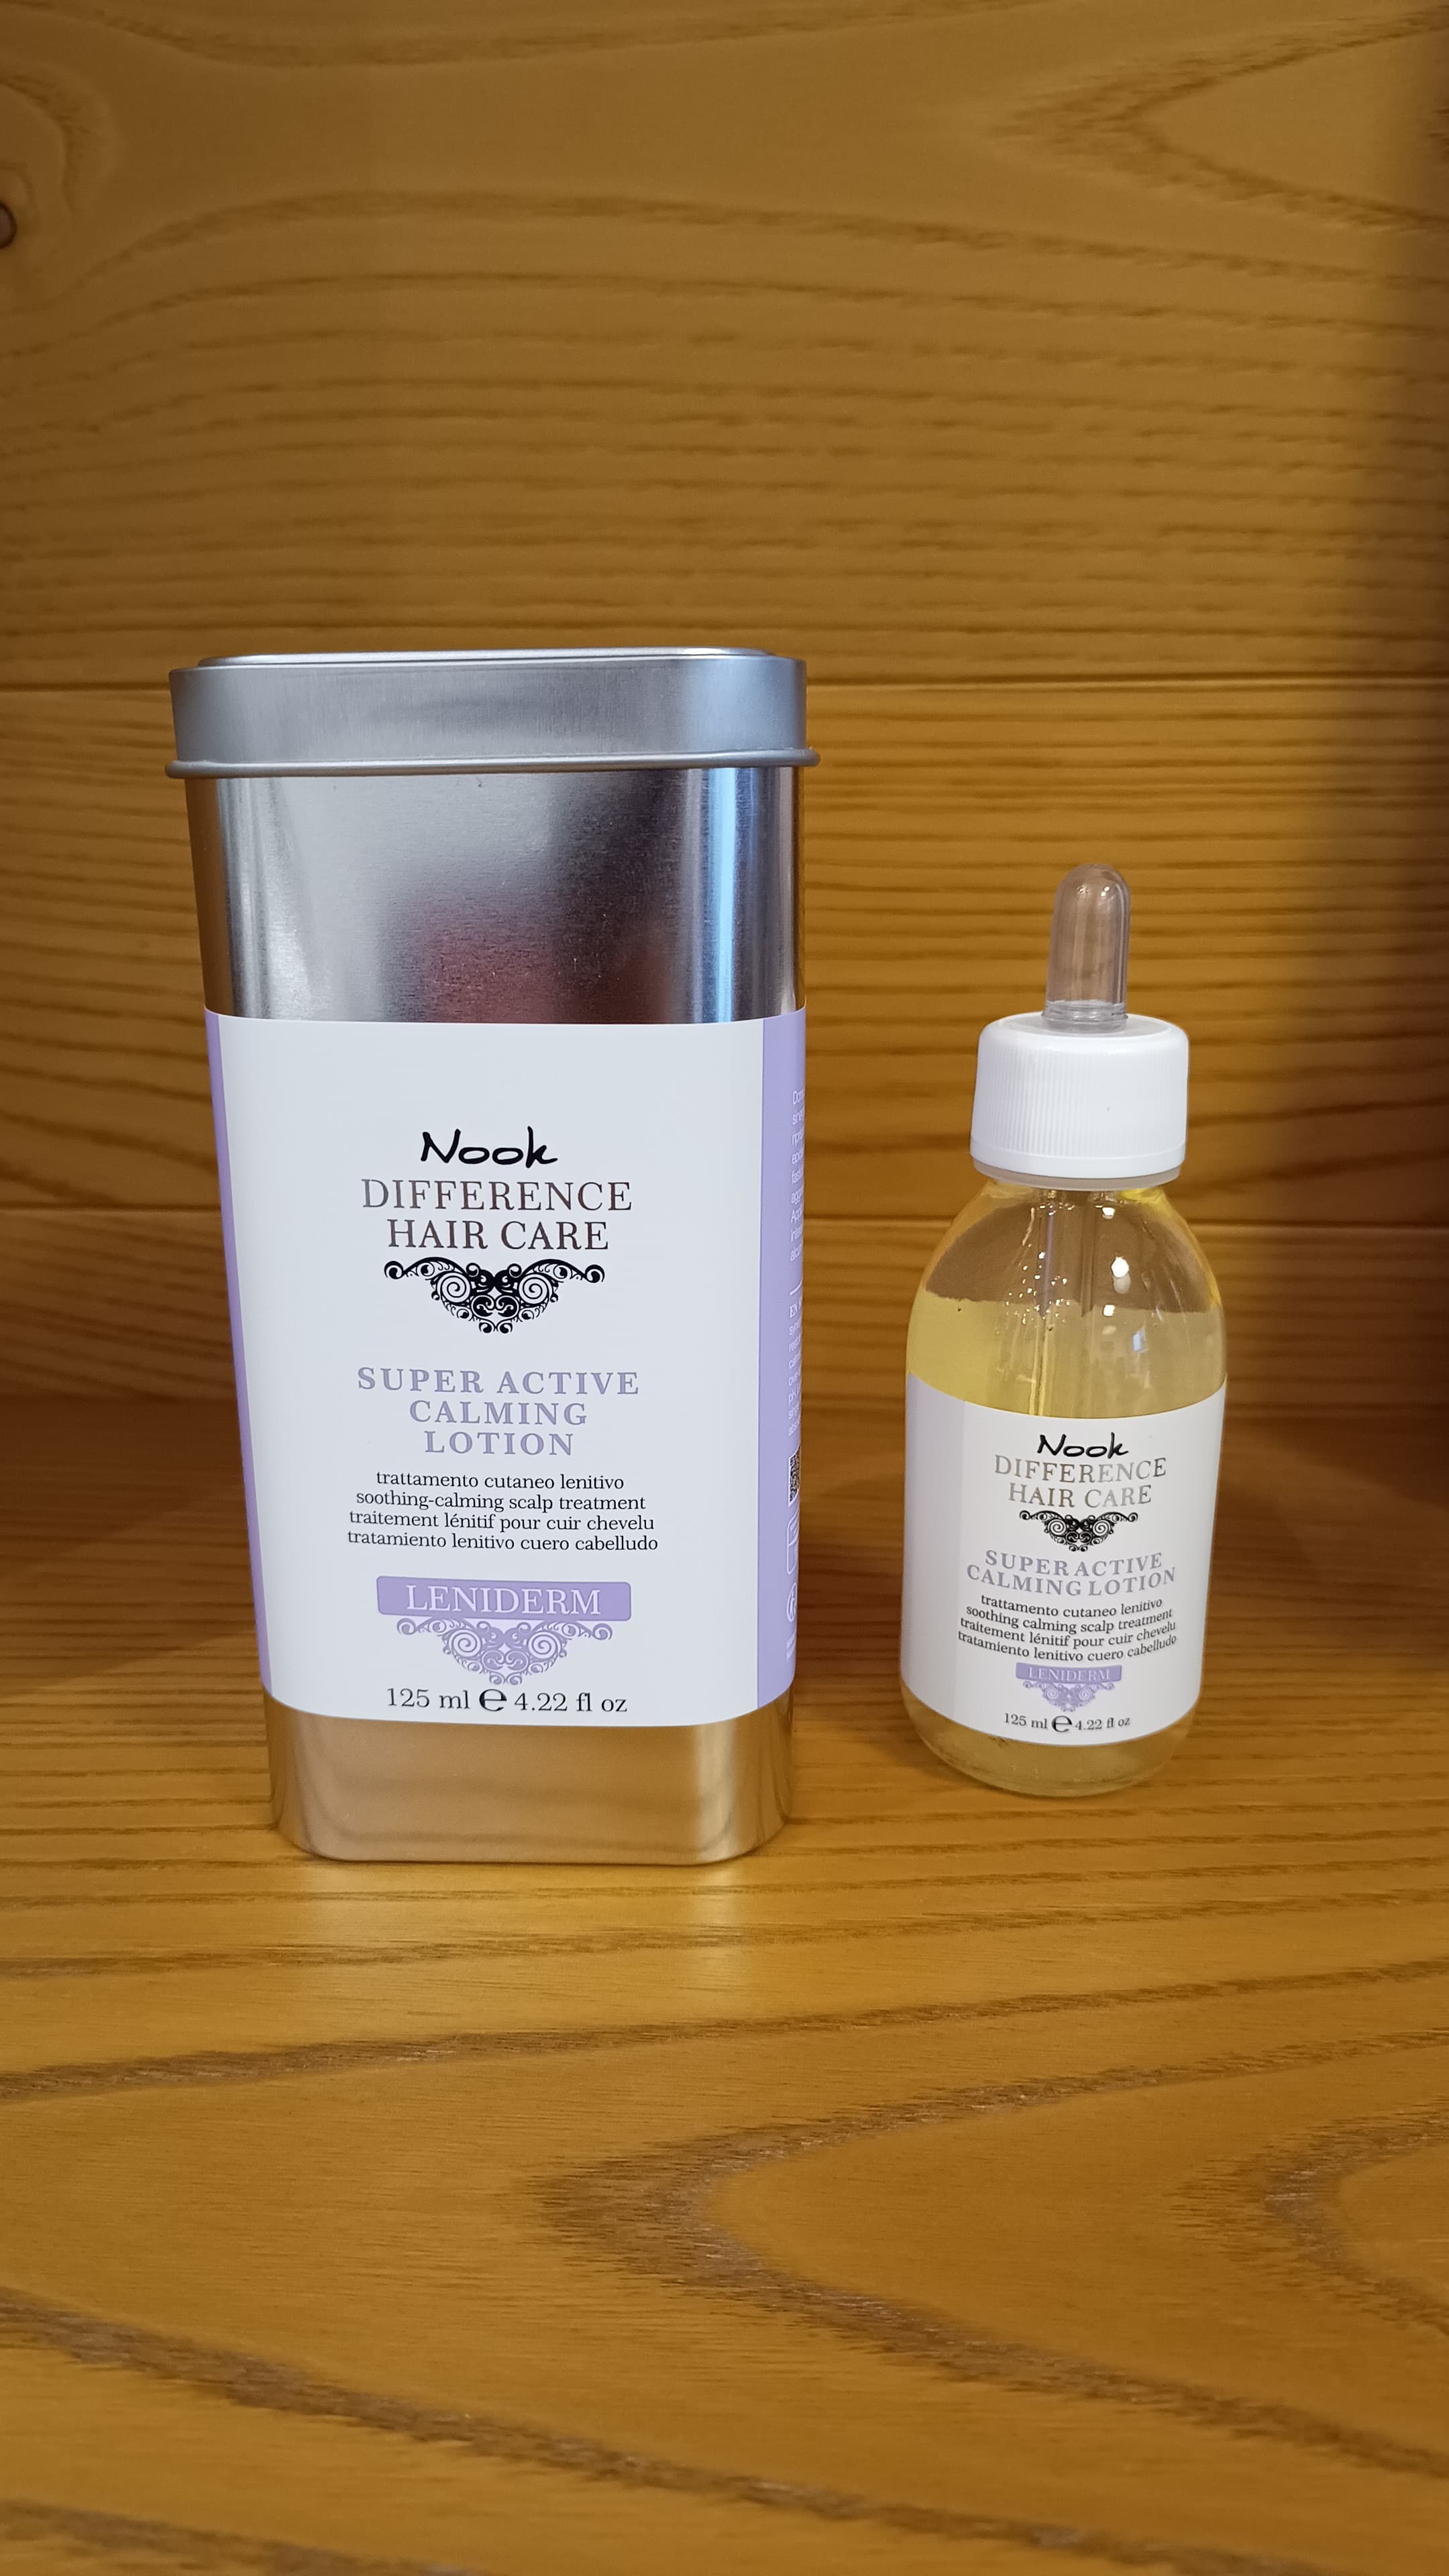 Nook
DIFFERENCE
HAIR CARE
SUPER ACTIVE
CALMING
LOTION
trattamento cutaneo lenitivo
soothing-calming scalp treatment
traitement lénitif pour cuir chevelu
tratamiento lenitivo cuero cabelludo
LENIDERM
125 ml e 4.22 fl oz
Nook
DIFFERENCE
HAIR CARE
SUPER ACTIVE
CALMING LOTION
trattamento cutaneo lenitivo
soothing calming scalp treatment
traitement lénitif pour cuir chevelu
tratamiento lenitivo cuero cabelludo
LENIDERM
125 ml e 4.22 fl oz